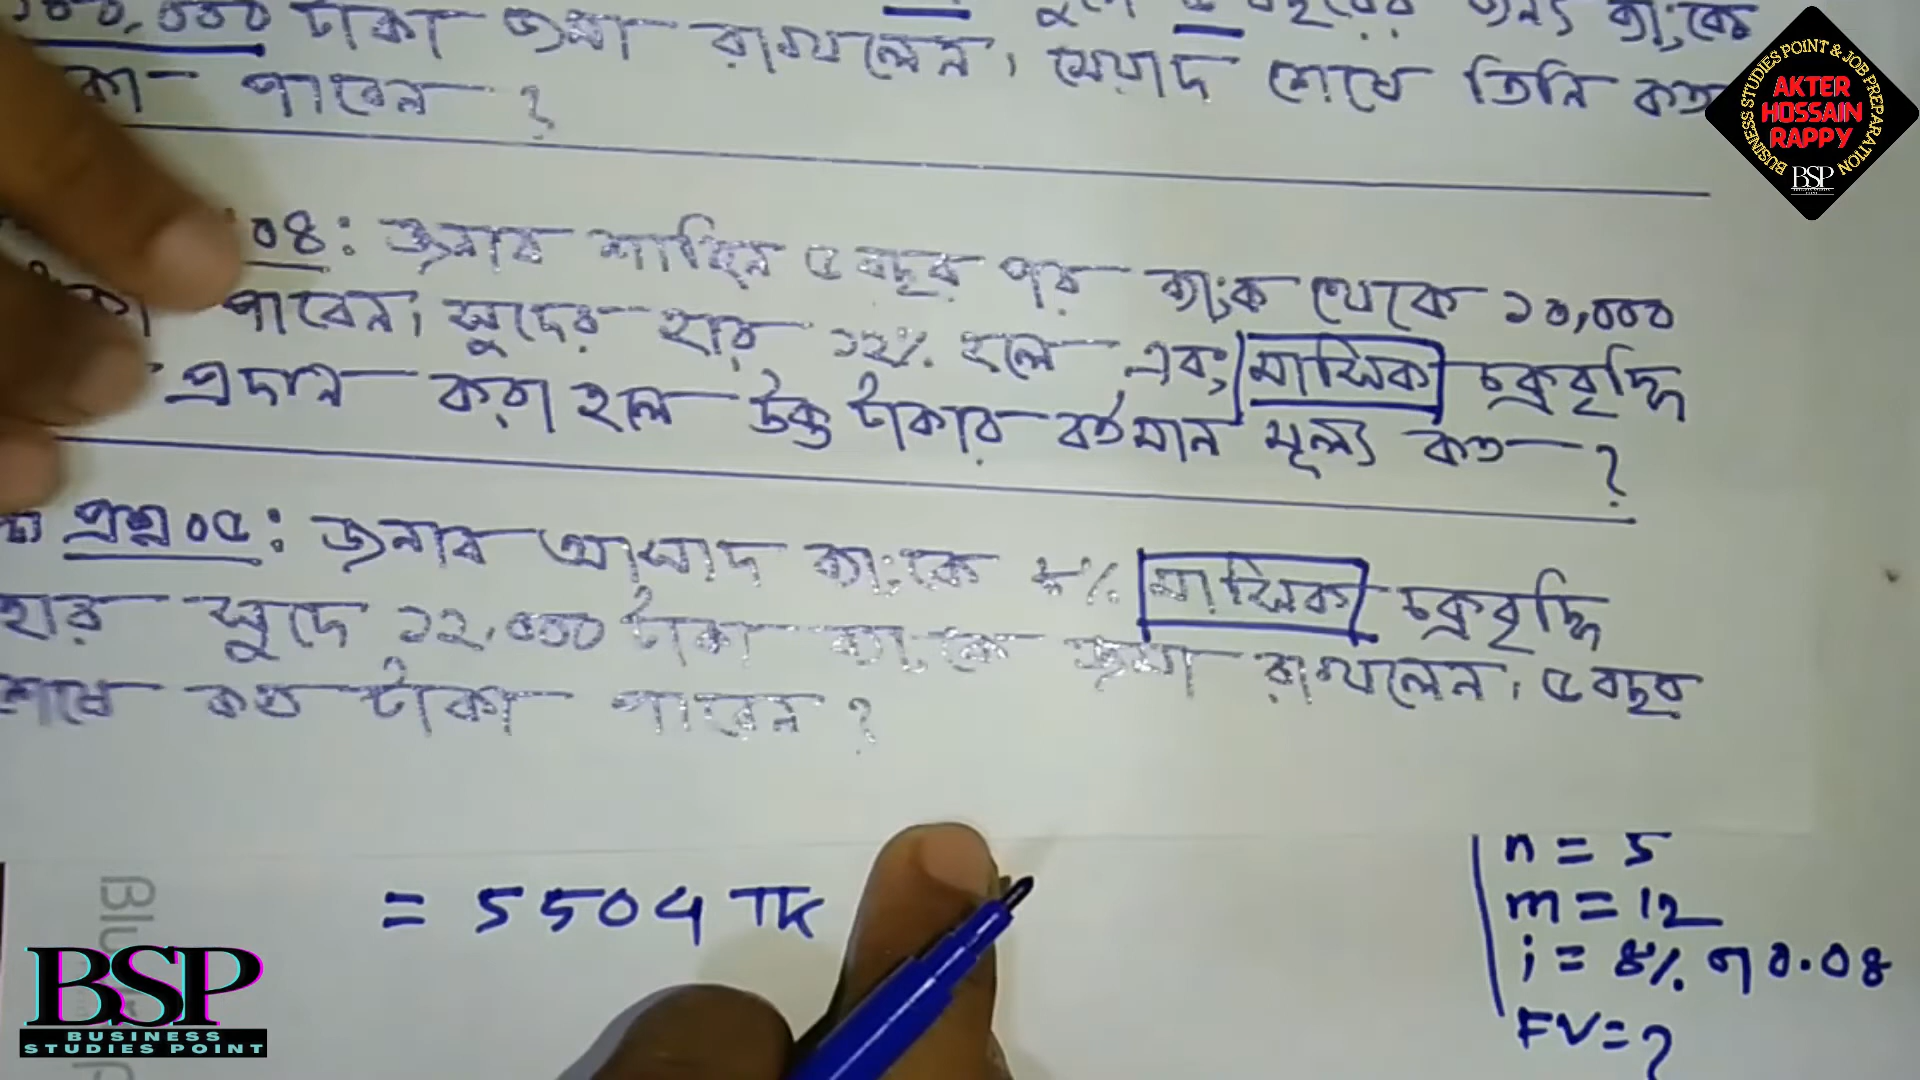 ১০০,০০০ টাকা জমা রাখলেন, মেয়াদ শেষে তিনি কত
পাবেন ?
০৪: জনাব শাহিন ৫ বছর পর ব্যাংক থেকে ১০,০০০
পাবেন, সুদের হার ১২% হলে এবং মাসিক চক্রবৃদ্ধি
প্রদান করা হলে উক্ত টাকার বর্তমান মূল্য কত ?
প্রশ্ন ০৫: জনাব আযাদ ব্যাংকে ৮% মাসিক চক্রবৃদ্ধি
হার সুদে ১২,০০০ টাকা ব্যাংকে জমা রাখলেন, ৫ বছর
শেষে কত টাকা পাবেন ?
= 5504 TK
n = 5
m = 12
i = 8% বা 0.08
FV = ?
BUSINESS STUDIES POINT & JOB PREPARATION
AKTER
HOSSAIN
RAPPY
BSP
BSP
BUSINESS
STUDIES POINT